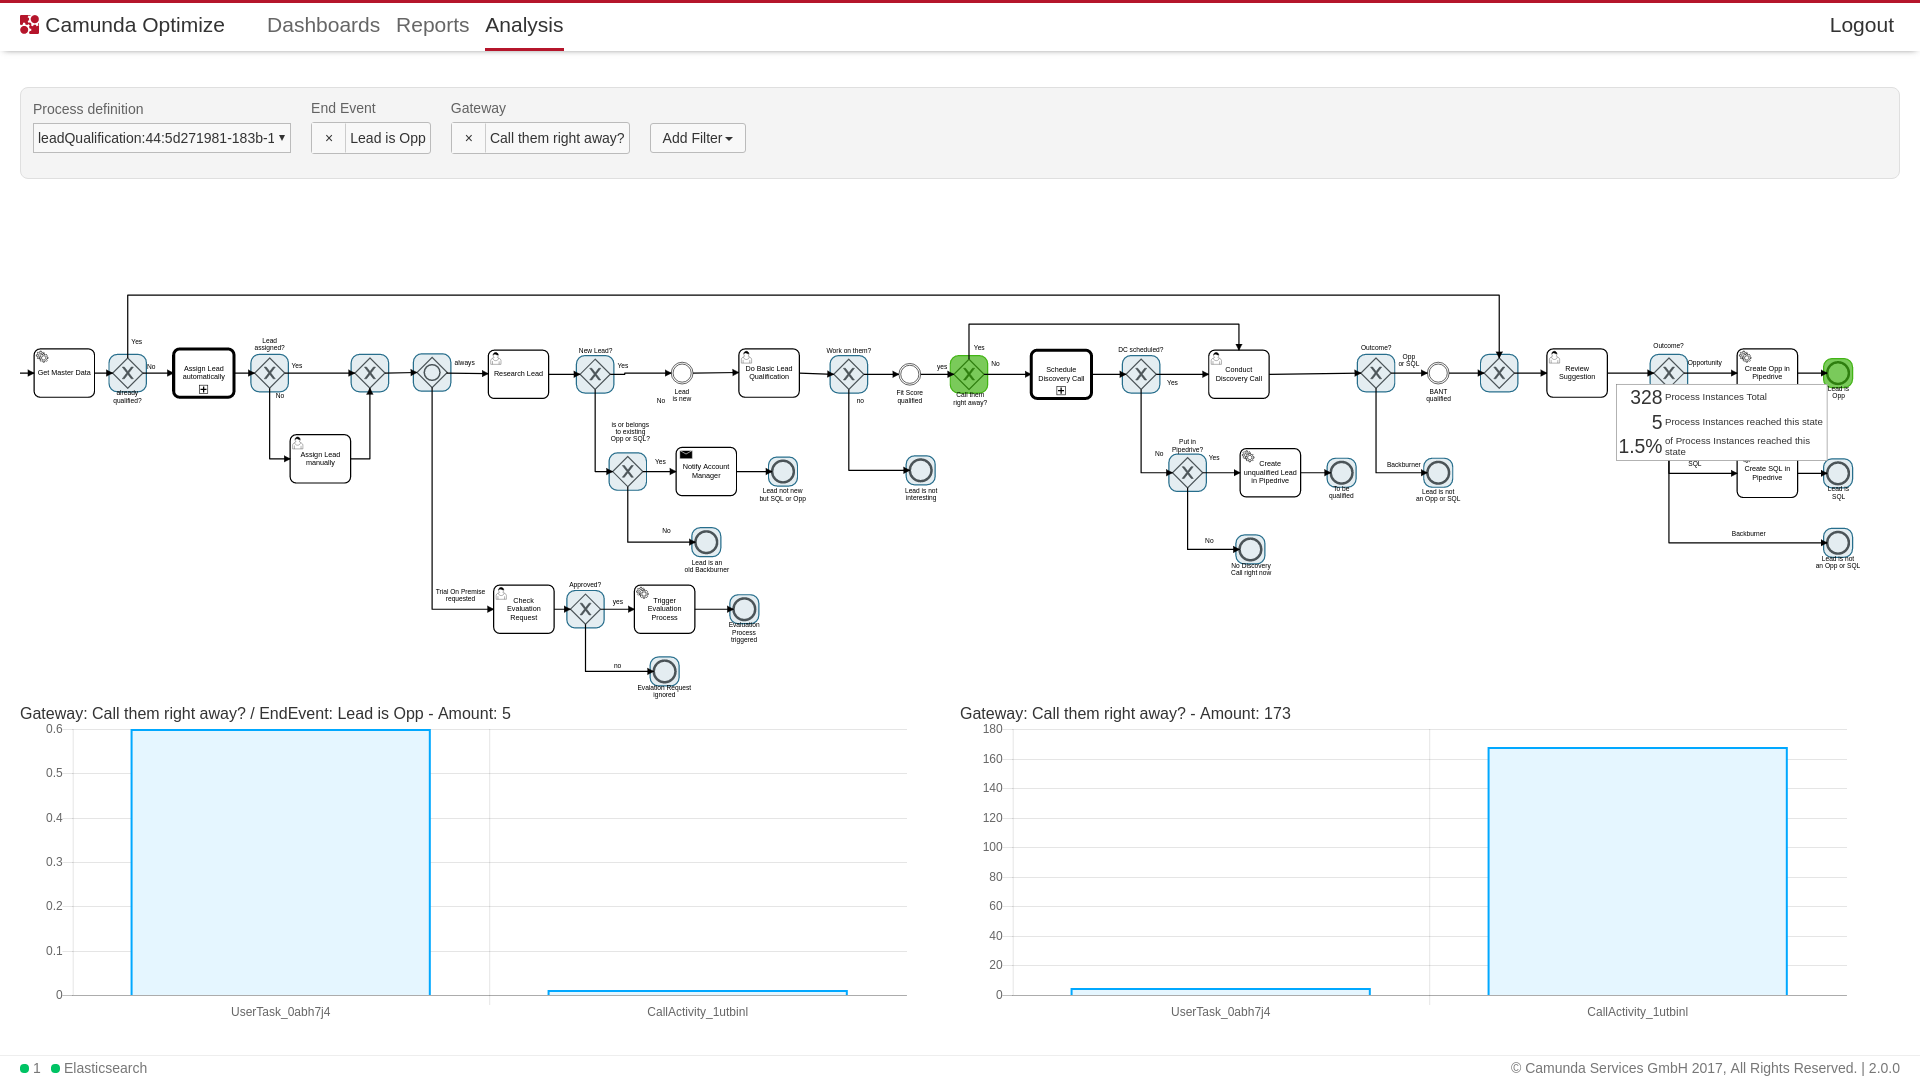 Camunda Optimize
Dashboards
Reports
Analysis
Logout
Process definition
End Event
Gateway
leadQualification:44:5d271981-183b-1
× Lead is Opp
× Call them right away?
Add Filter
Yes
Lead
assigned?
New Lead?
Work on them?
Yes
DC scheduled?
Outcome?
Outcome?
Get Master Data
already
qualified?
No
Assign Lead
automatically
Yes
No
always
Research Lead
Yes
No
Lead
is new
Do Basic Lead
Qualification
no
Fit Score
qualified
yes
Call them
right away?
No
Schedule
Discovery Call
Yes
Conduct
Discovery Call
Opp
or SQL
BANT
qualified
Review
Suggestion
Opportunity
Create Opp in
Pipedrive
Lead is
Opp
328 Process Instances Total
5 Process Instances reached this state
1.5% of Process Instances reached this
state
Assign Lead
manually
is or belongs
to existing
Opp or SQL?
Yes
Notify Account
Manager
Lead not new
but SQL or Opp
Lead is not
interesting
No
Put in
Pipedrive?
Yes
Create
unqualified Lead
in Pipedrive
To be
qualified
Backburner
Lead is not
an Opp or SQL
SQL
Create SQL in
Pipedrive
Lead is
SQL
No
Lead is an
old Backburner
No
No Discovery
Call right now
Backburner
Lead is not
an Opp or SQL
Trial On Premise
requested
Check
Evaluation
Request
Approved?
yes
Trigger
Evaluation
Process
Evaluation
Process
triggered
no
Evalation Request
ignored
Gateway: Call them right away? / EndEvent: Lead is Opp - Amount: 5
0.6
0.5
0.4
0.3
0.2
0.1
0
UserTask_0abh7j4
CallActivity_1utbinl
Gateway: Call them right away? - Amount: 173
180
160
140
120
100
80
60
40
20
0
UserTask_0abh7j4
CallActivity_1utbinl
1 Elasticsearch
© Camunda Services GmbH 2017, All Rights Reserved. | 2.0.0